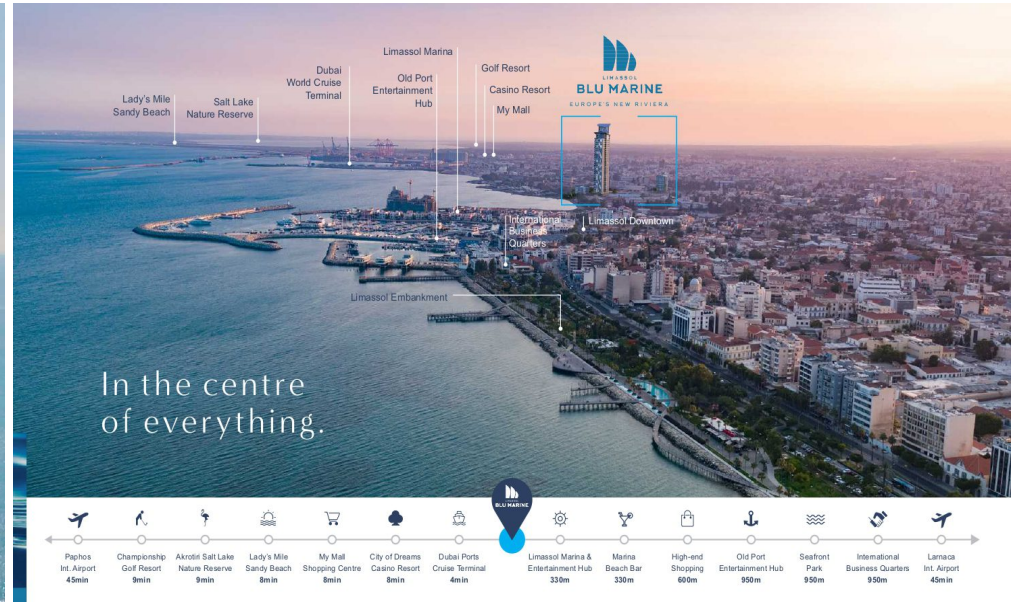 Limassol Marina
Dubai
World Cruise
Terminal
Old Port
Entertainment
Hub
Golf Resort
Casino Resort
My Mall
Lady's Mile
Sandy Beach
Salt Lake
Nature Reserve
LIMASSOL
BLU MARINE
EUROPE'S NEW RIVIERA
International
Business
Quarters
Limassol Downtown
Limassol Embankment
In the centre
of everything.
LIMASSOL
BLU MARINE
Paphos
Int. Airport
45min
Championship
Golf Resort
9min
Akrotiri Salt Lake
Nature Reserve
9min
Lady's Mile
Sandy Beach
8min
My Mall
Shopping Centre
8min
City of Dreams
Casino Resort
8min
Dubai Ports
Cruise Terminal
4min
Limassol Marina &
Entertainment Hub
330m
Marina
Beach Bar
330m
High-end
Shopping
600m
Old Port
Entertainment Hub
950m
Seafront
Park
950m
International
Business Quarters
950m
Larnaca
Int. Airport
45min